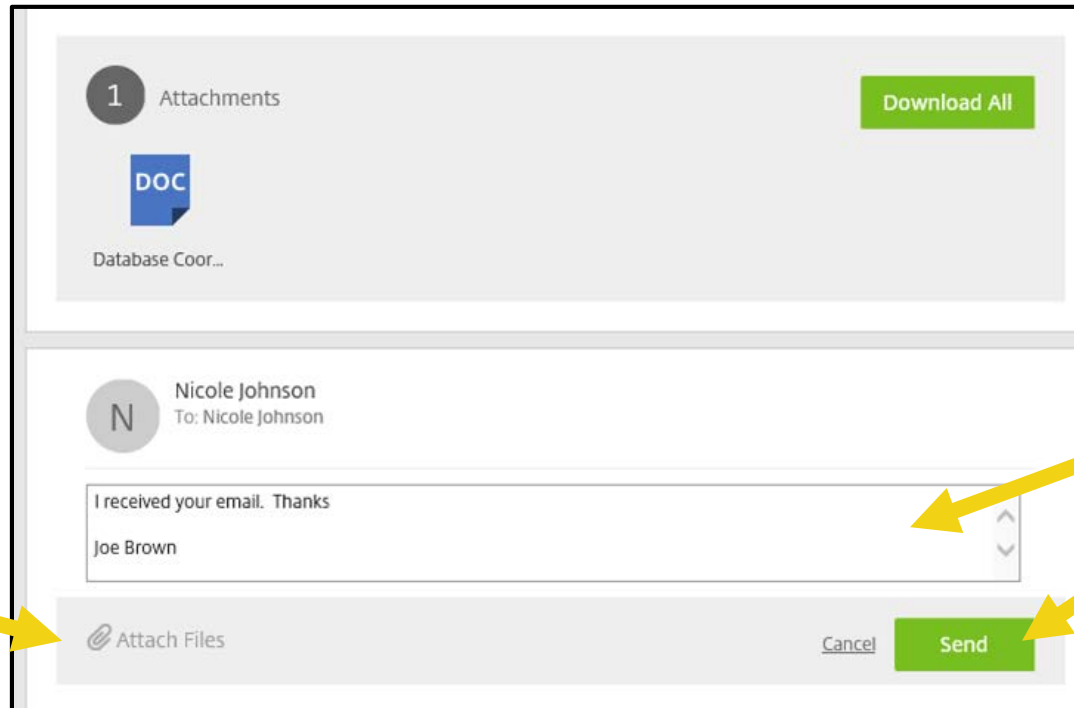 1 Attachments
Download All
DOC
Database Coor...
N
Nicole Johnson
To: Nicole Johnson
I received your email.  Thanks
Joe Brown
Attach Files
Cancel
Send